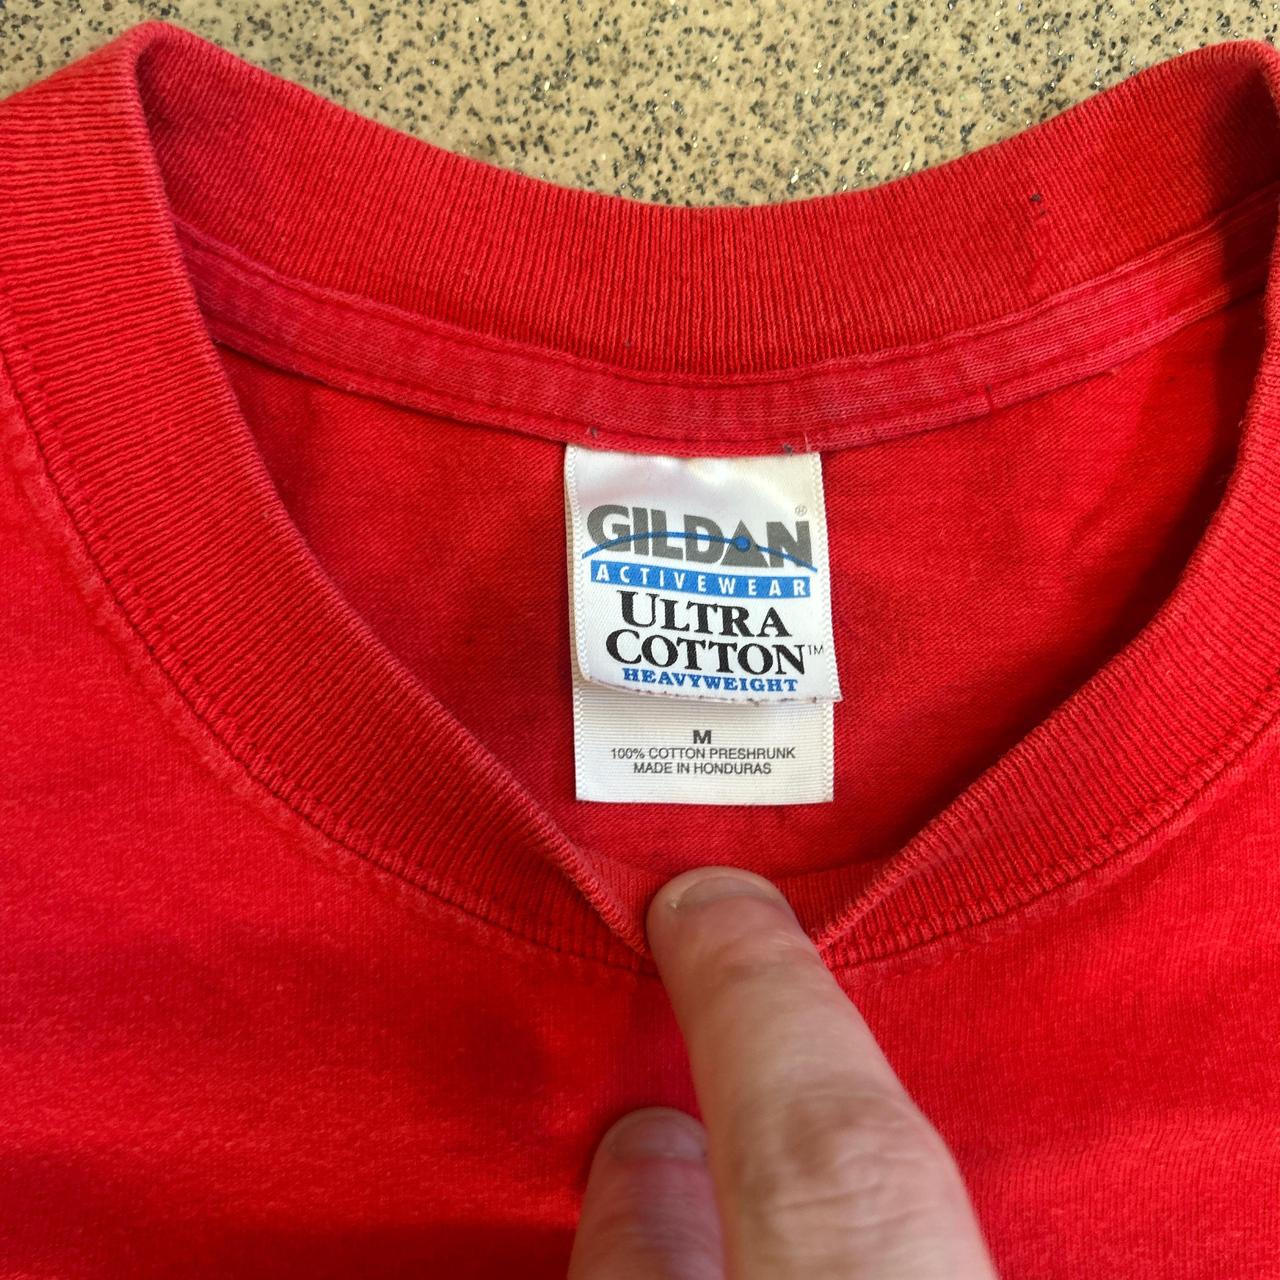 GILDAN®
ACTIVEWEAR
ULTRA
COTTON™
HEAVYWEIGHT
M
100% COTTON PRESHRUNK
MADE IN HONDURAS